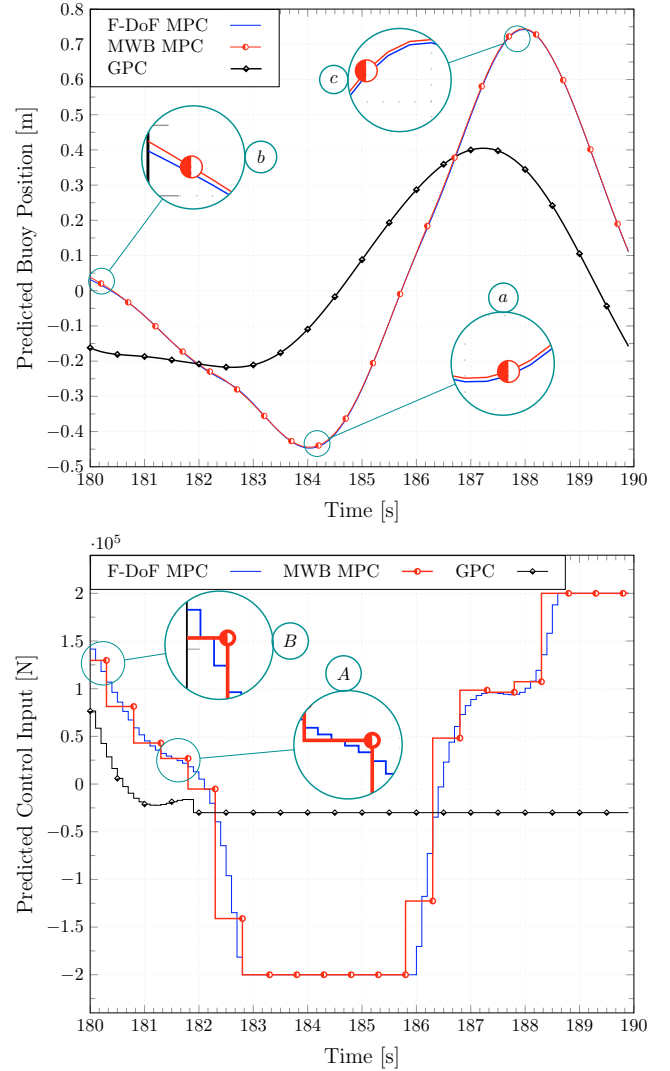 F-DoF MPC
MWB MPC
GPC
Predicted Buoy Position [m]
0.8
0.7
0.6
0.5
0.4
0.3
0.2
0.1
0
−0.1
−0.2
−0.3
−0.4
−0.5
c
b
a
180 181 182 183 184 185 186 187 188 189 190
Time [s]
·10⁵
F-DoF MPC MWB MPC GPC
Predicted Control Input [N]
2
1.5
1
0.5
0
−0.5
−1
−1.5
−2
B
A
180 181 182 183 184 185 186 187 188 189 190
Time [s]